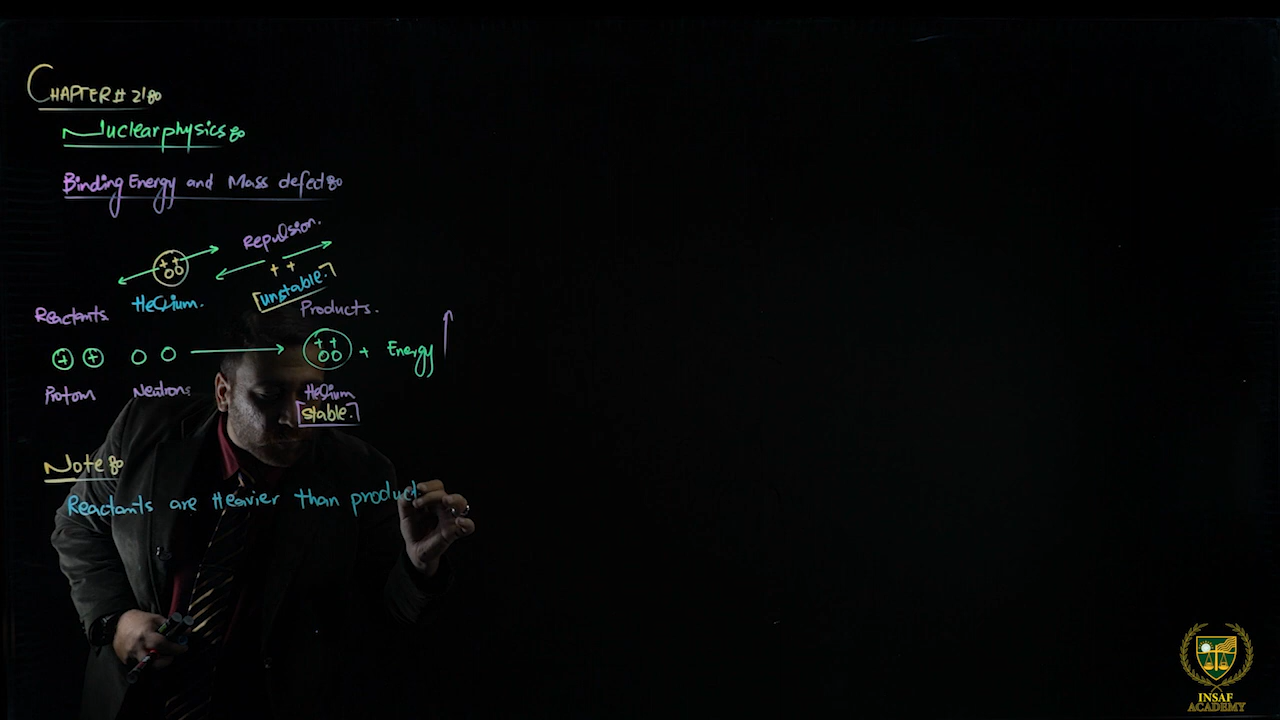 CHAPTER # 21:
Nuclear physics:
Binding Energy and Mass defect:
Repulsion.
+ +
+ +
unstable.
Helium.
Products.
Reactants
+ + → + + + Energy ↑
Protons Neutrons Helium
stable.
Note:
Reactants are Heavier than product
INSAF
ACADEMY